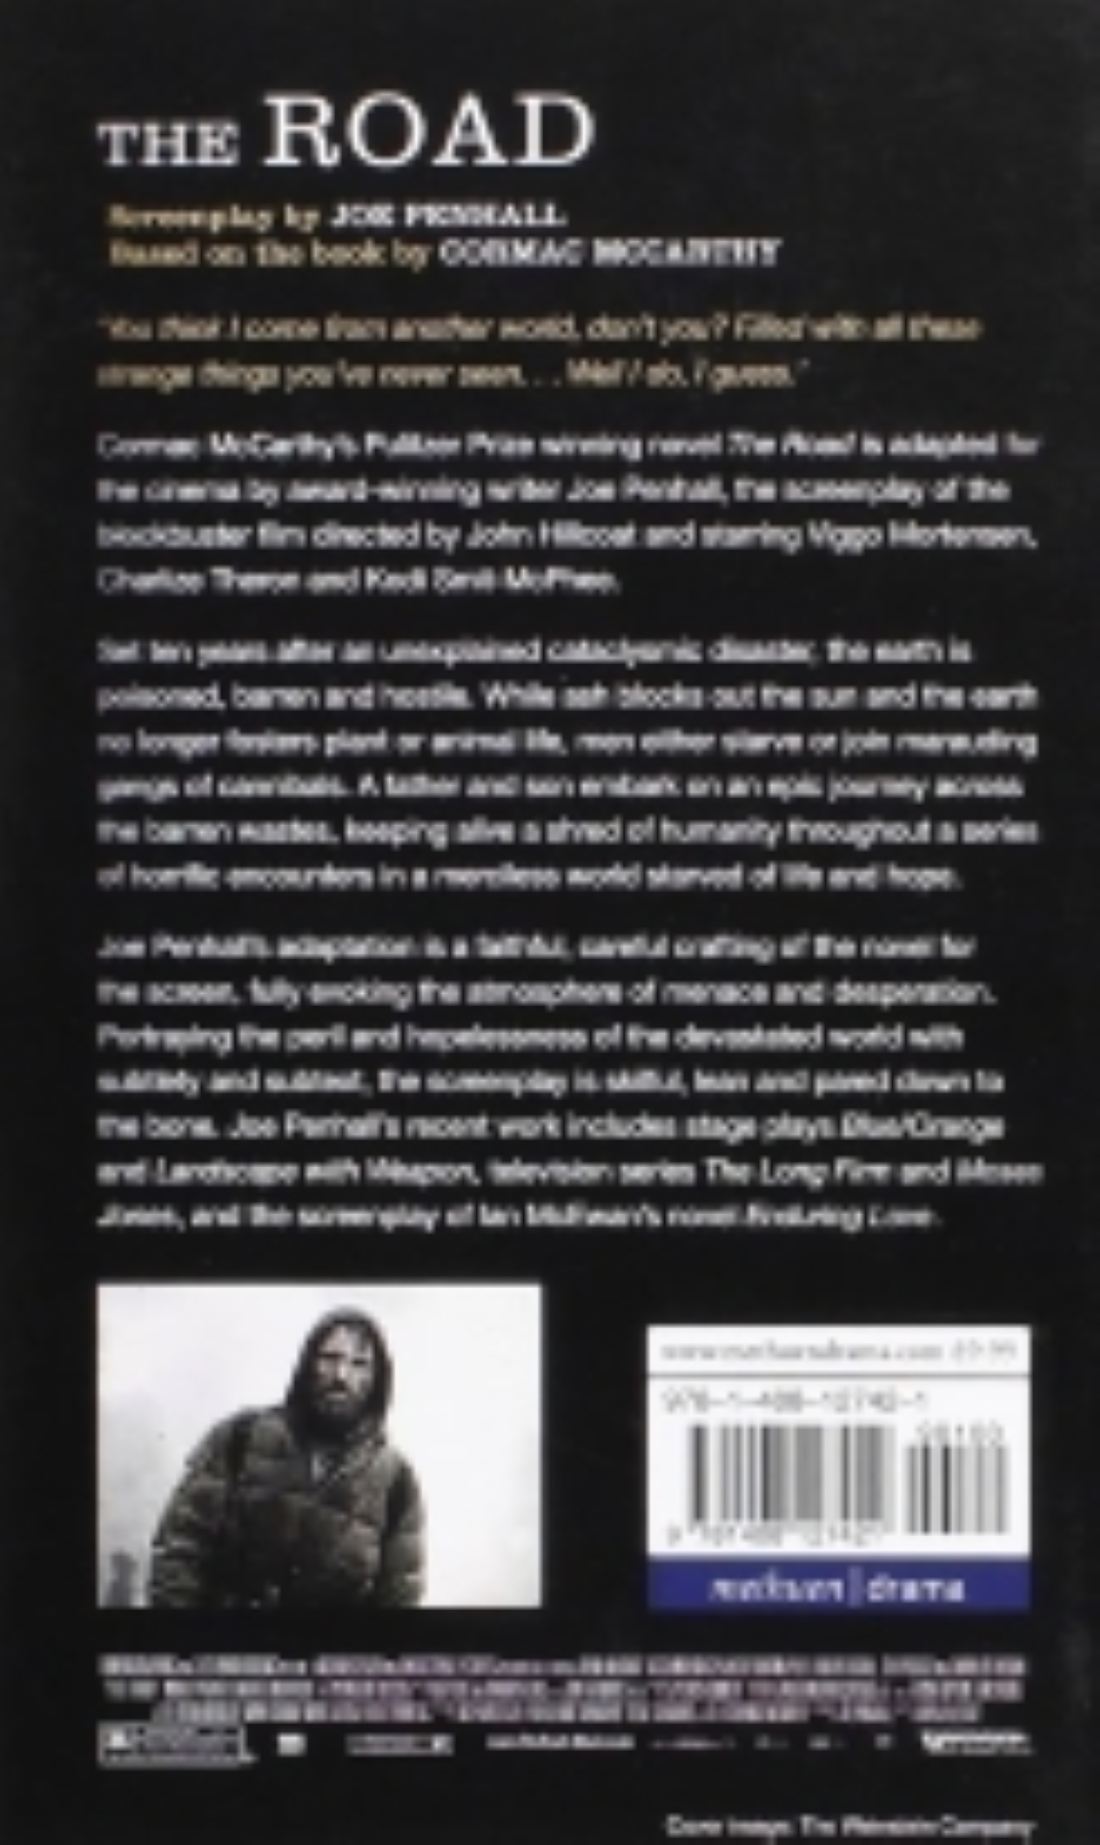 THE ROAD
Screenplay by JOE PENHALL
Based on the book by CORMAC MCCARTHY
'You think I come from another world, don't you? Filled with all these
strange things you've never seen. . . Well I do, I guess.'
Cormac McCarthy's Pulitzer Prize winning novel The Road is adapted for
the cinema by award-winning writer Joe Penhall, the screenplay of the
blockbuster film directed by John Hillcoat and starring Viggo Mortensen,
Charlize Theron and Kodi Smit-McPhee.
Set ten years after an unexplained cataclysmic disaster, the earth is
poisoned, barren and hostile. While ash blocks out the sun and the earth
no longer fosters plant or animal life, men either starve or join marauding
gangs of cannibals. A father and son embark on an epic journey across
the barren wastes, keeping alive a shred of humanity throughout a series
of horrific encounters in a merciless world starved of life and hope.
Joe Penhall's adaptation is a faithful, careful crafting of the novel for
the screen, fully evoking the atmosphere of menace and desperation.
Portraying the peril and hopelessness of the devastated world with
subtlety and subtext, the screenplay is skilful, lean and pared down to
the bone. Joe Penhall's recent work includes stage plays Blue/Orange
and Landscape with Weapon, television series The Long Firm and Moses
Jones, and the screenplay of Ian McEwan's novel Enduring Love.
www.methuendrama.com £9.99
978-1-408-12742-1
methuen | drama
Cover image: The Weinstein Company